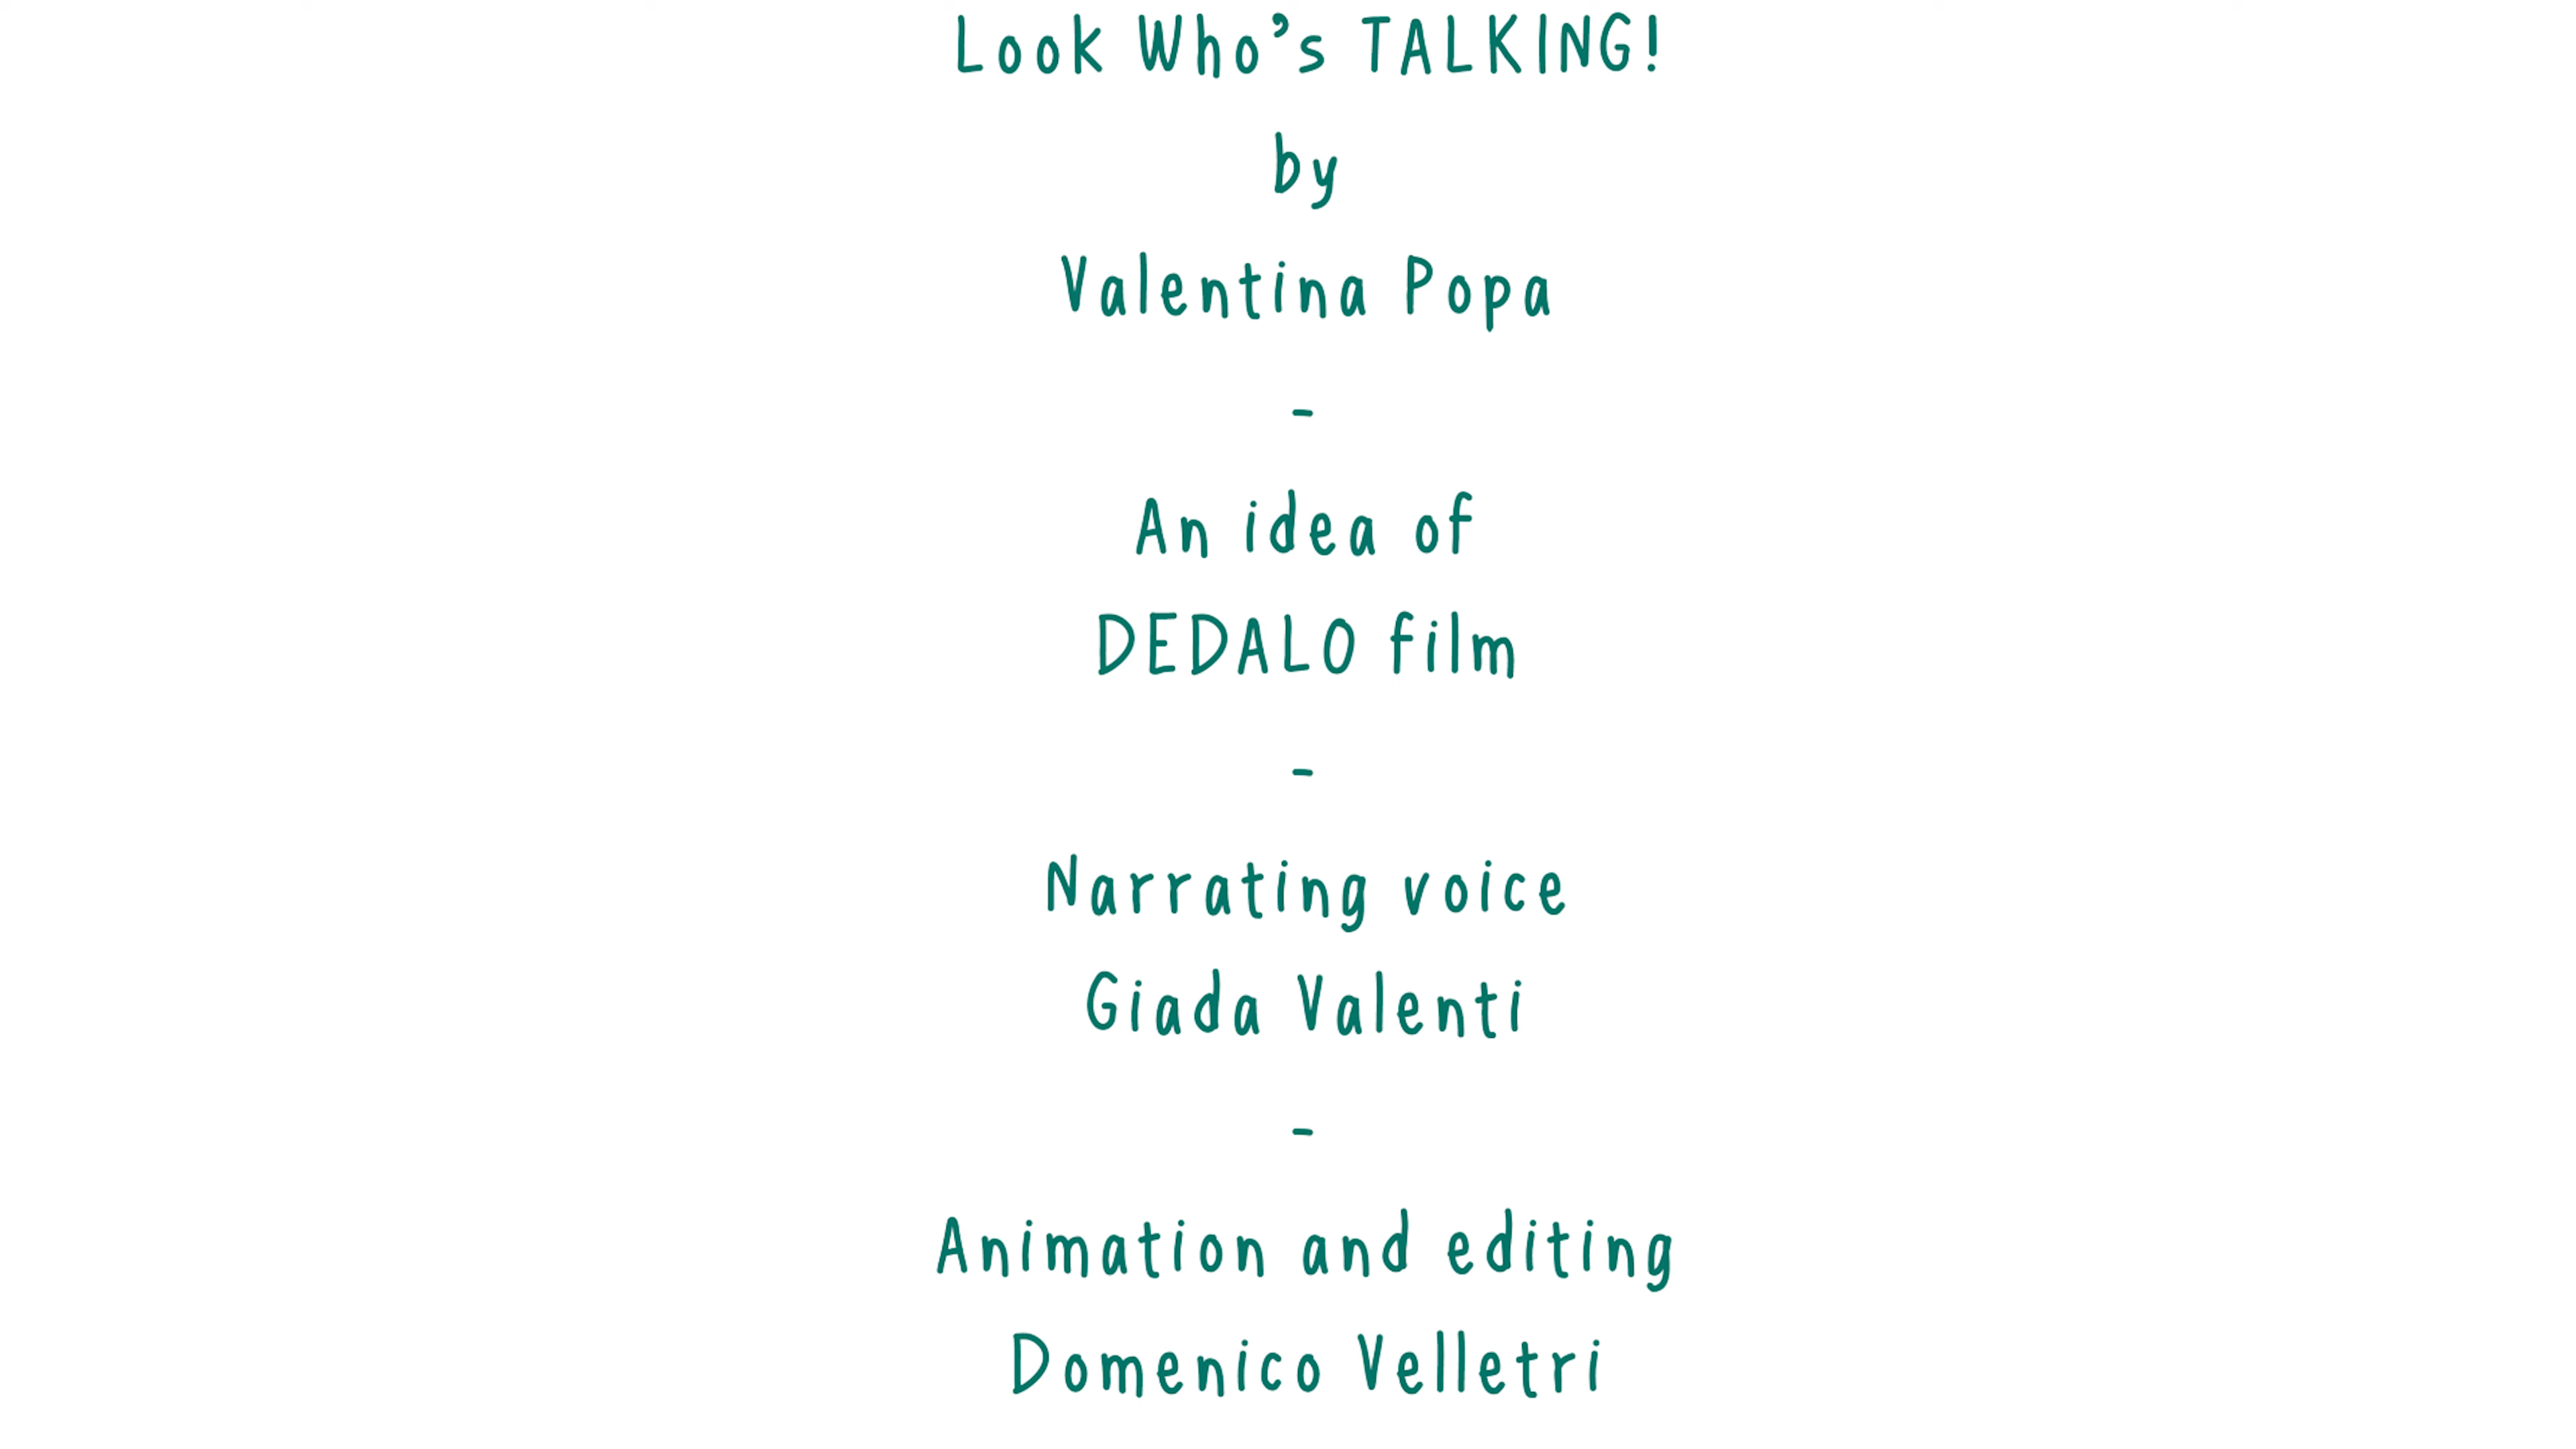 Look Who's TALKING!
by
Valentina Popa
-
An idea of
DEDALO film
-
Narrating voice
Giada Valenti
-
Animation and editing
Domenico Velletri